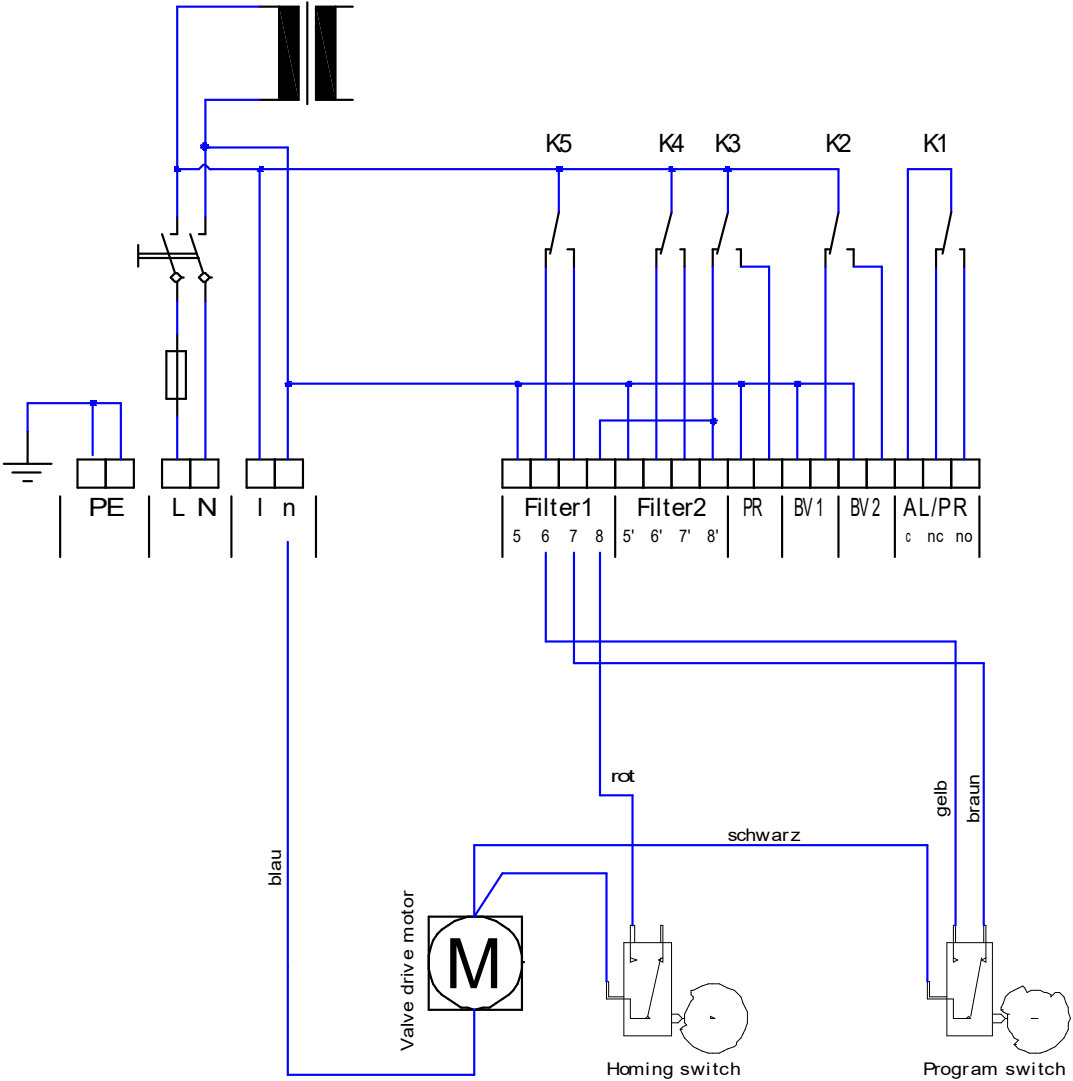 K5 K4 K3 K2 K1
PE L N l n Filter1 Filter2 PR BV1 BV2 AL/PR
5 6 7 8 5' 6' 7' 8' c nc no
rot
gelb
braun
schwarz
blau
Valve drive motor
M
Homing switch Program switch